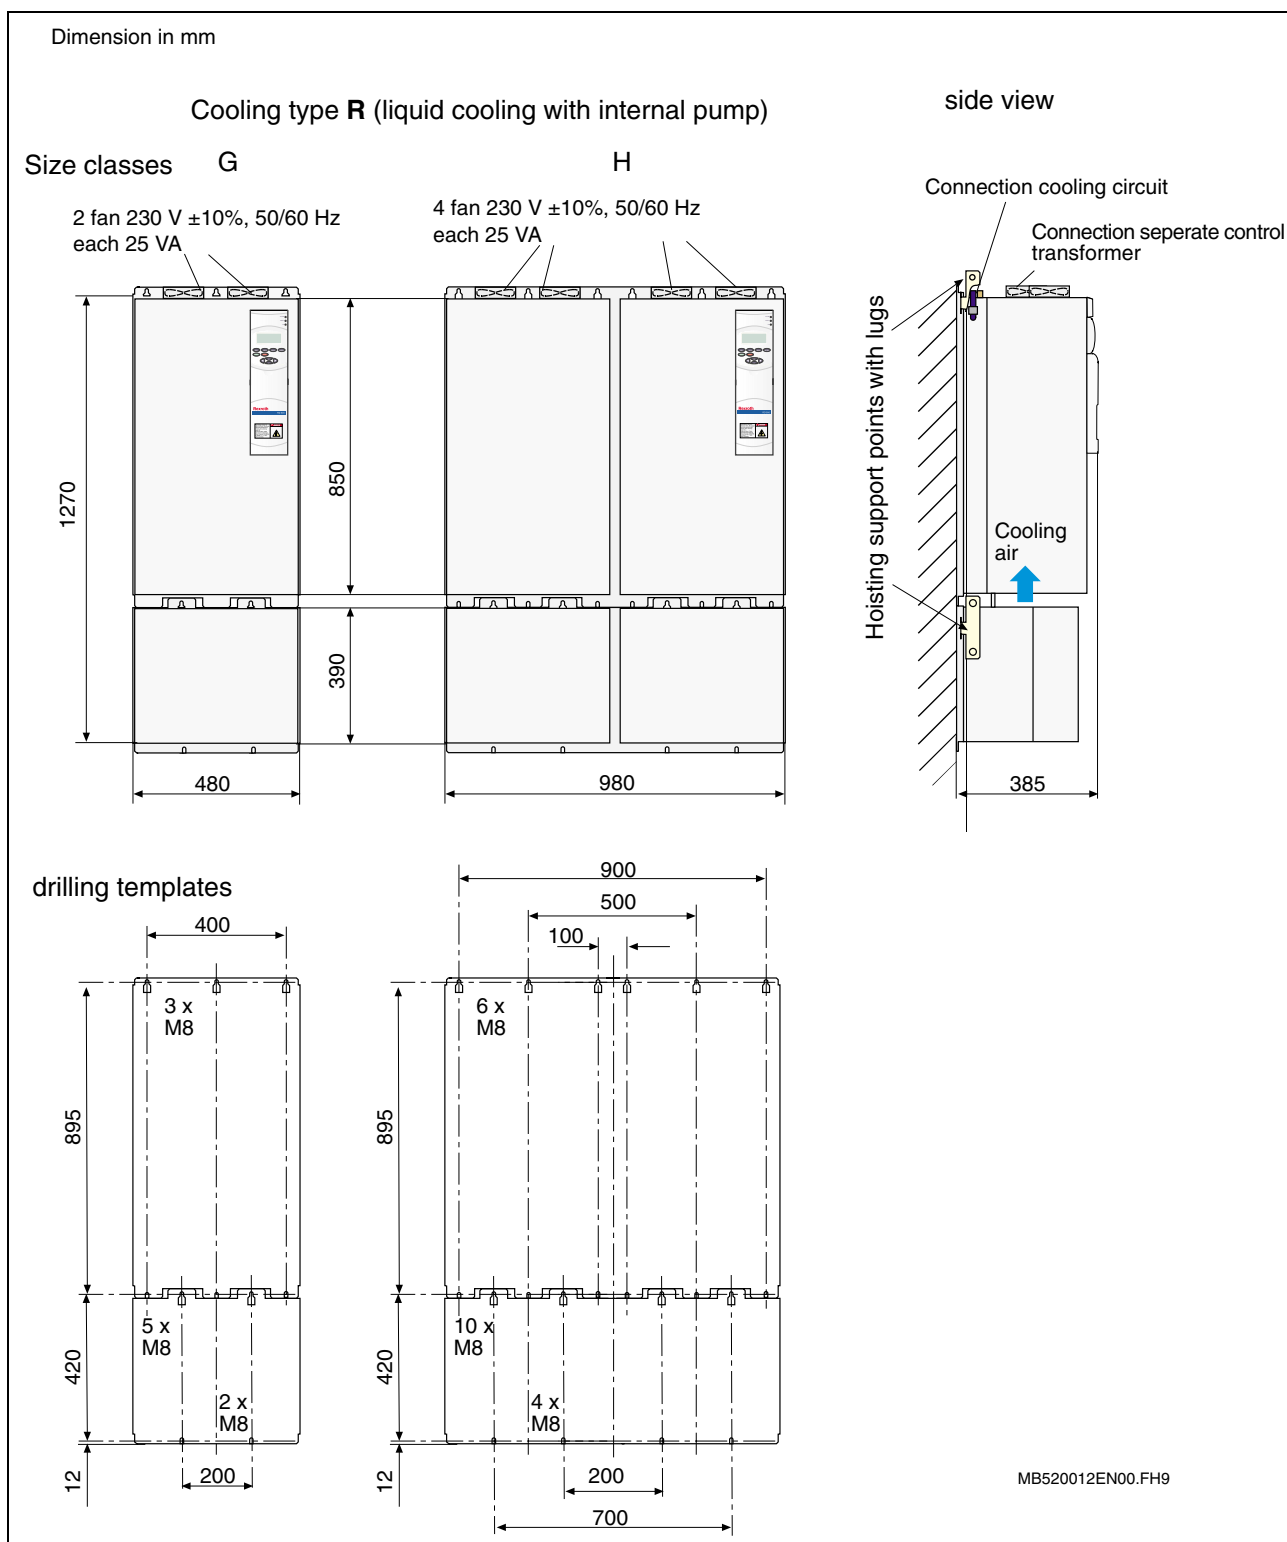 Dimension in mm
Cooling type R (liquid cooling with internal pump)
side view
Size classes
G
H
2 fan 230 V ±10%, 50/60 Hz
each 25 VA
4 fan 230 V ±10%, 50/60 Hz
each 25 VA
Connection cooling circuit
Connection seperate control
transformer
Hoisting support points with lugs
Rexroth
Rexroth
1270
850
390
Cooling
air
480
980
385
drilling templates
400
900
500
100
3 x
M8
6 x
M8
895
895
5 x
M8
10 x
M8
420
420
2 x
M8
4 x
M8
12
200
12
200
700
MB520012EN00.FH9